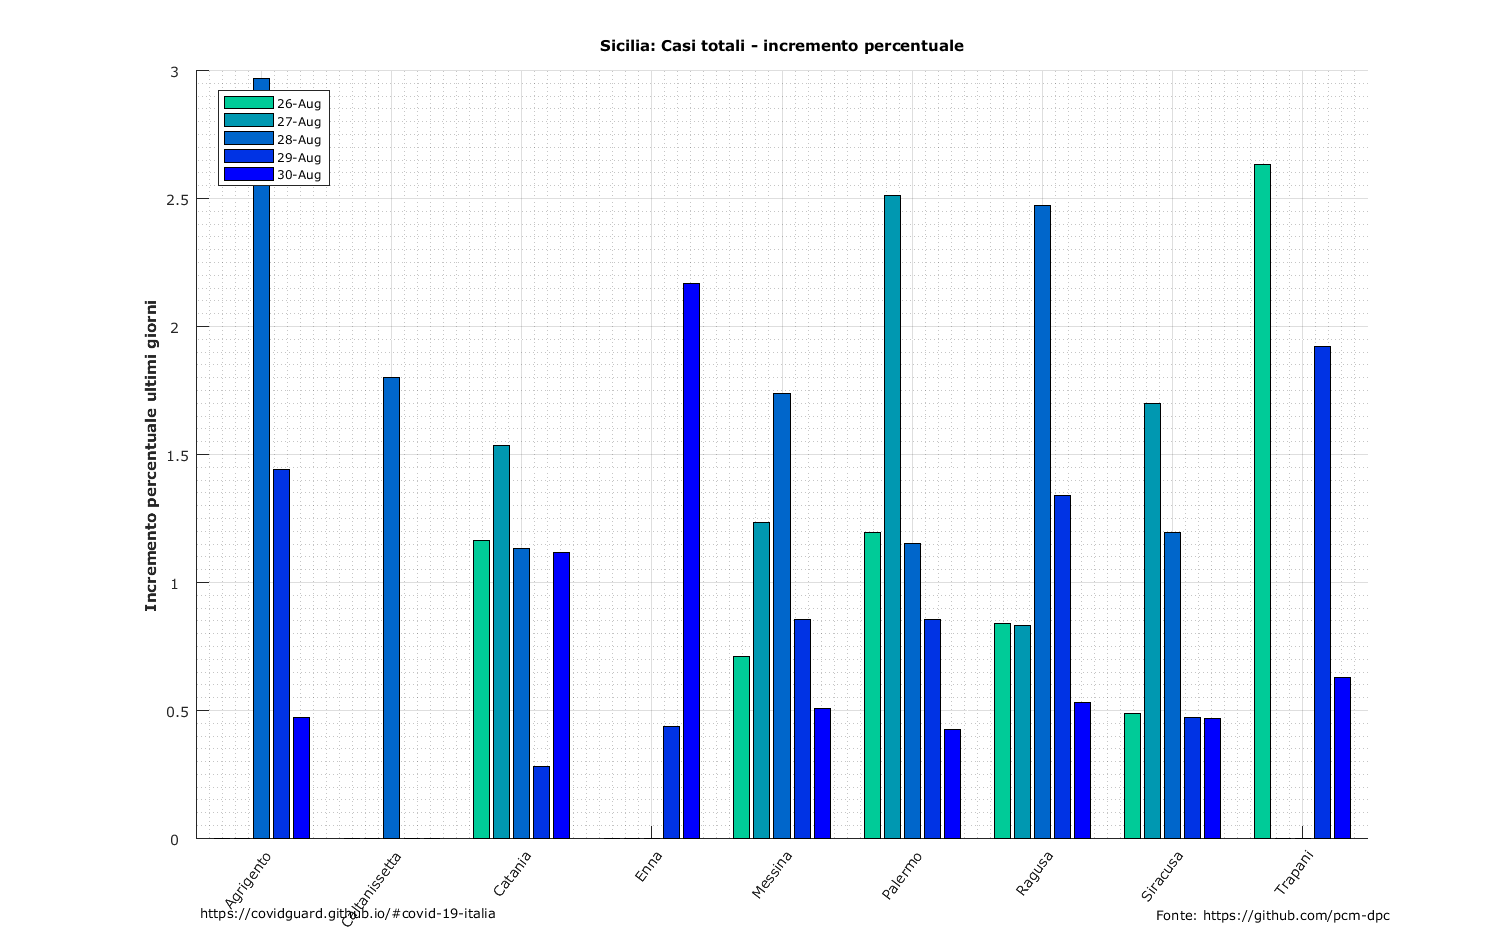 Sicilia: Casi totali - incremento percentuale
Incremento percentuale ultimi giorni
3
2.5
2
1.5
1
0.5
0
26-Aug
27-Aug
28-Aug
29-Aug
30-Aug
Agrigento
Caltanissetta
Catania
Enna
Messina
Palermo
Ragusa
Siracusa
Trapani
https://covidguard.github.io/#covid-19-italia
Fonte: https://github.com/pcm-dpc